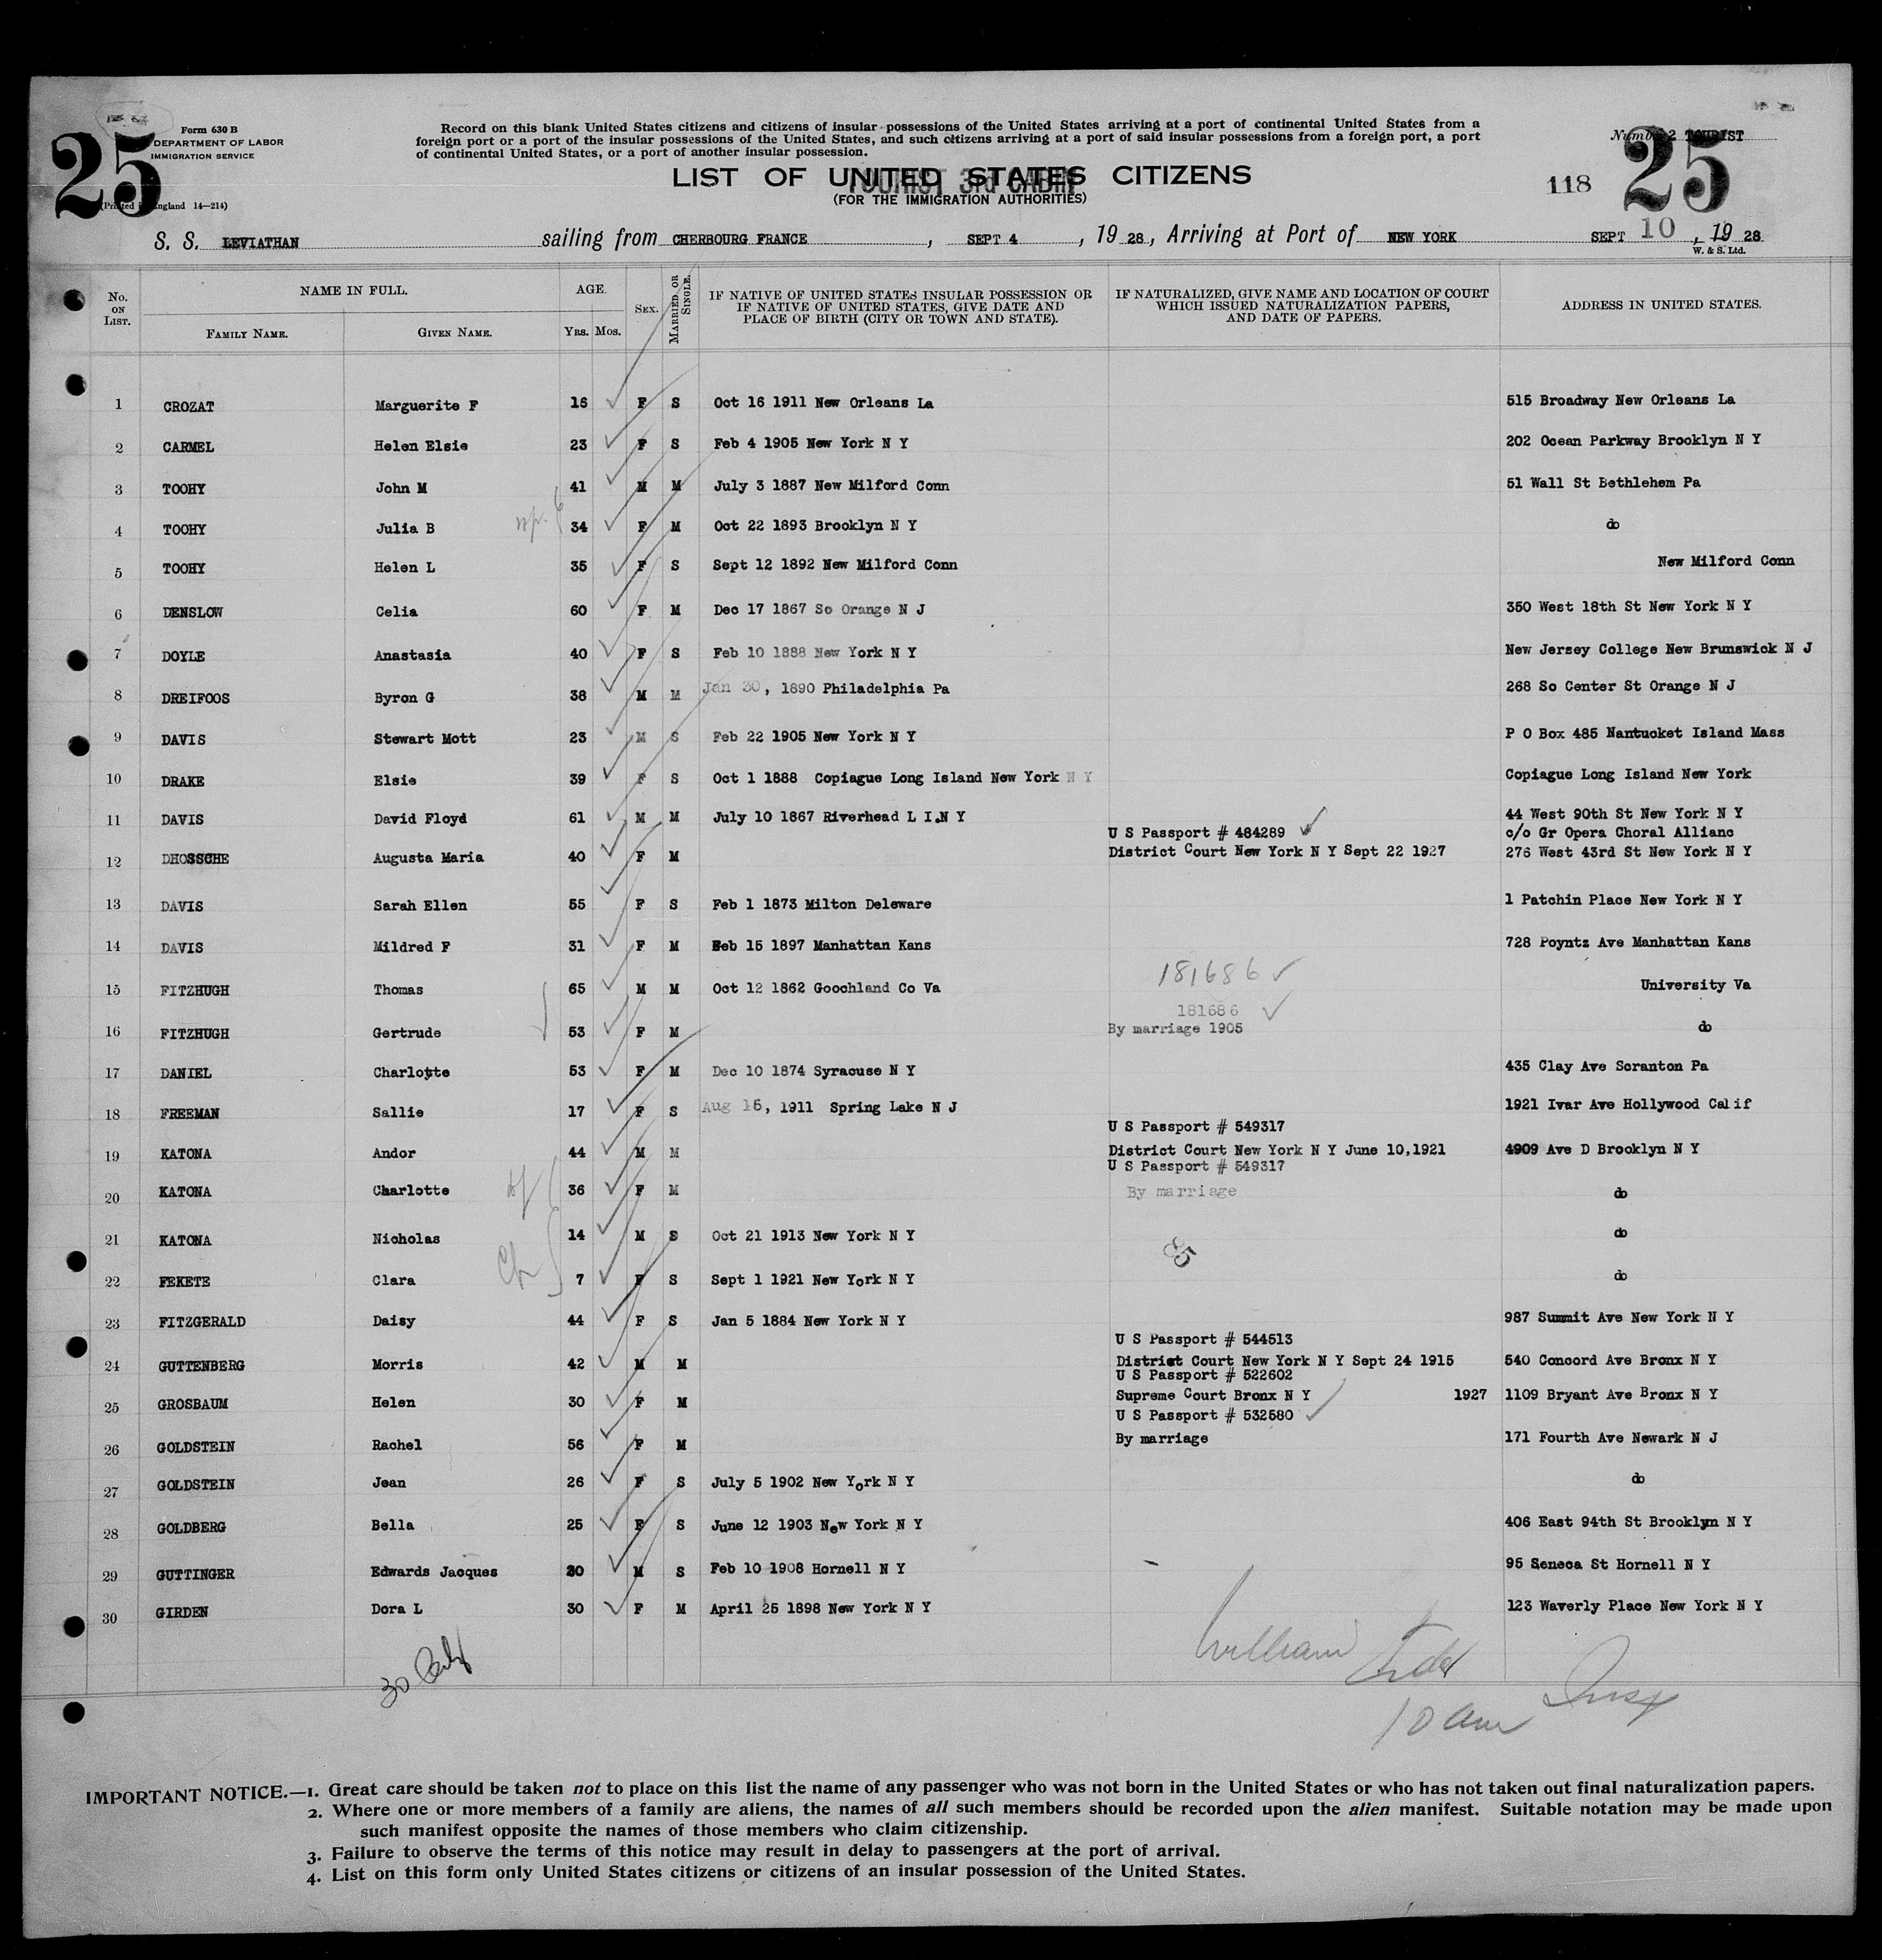 25
Form 630 B
DEPARTMENT OF LABOR
IMMIGRATION SERVICE
(Printed in England 14—214)
Record on this blank United States citizens and citizens of insular possessions of the United States arriving at a port of continental United States from a
foreign port or a port of the insular possessions of the United States, and such citizens arriving at a port of said insular possessions from a foreign port, a port
of continental United States, or a port of another insular possession.
Number 2 TOURIST
25
LIST OF UNITED STATES CITIZENS
TOURIST 3rd CABIN
(FOR THE IMMIGRATION AUTHORITIES)
118
S. S. LEVIATHAN sailing from CHERBOURG FRANCE, SEPT 4, 19 28, Arriving at Port of NEW YORK SEPT 10, 19 28
W. & S. Ltd.
No. ON LIST. NAME IN FULL. FAMILY NAME. GIVEN NAME. AGE. YRS. MOS. SEX. MARRIED OR SINGLE. IF NATIVE OF UNITED STATES INSULAR POSSESSION OR IF NATIVE OF UNITED STATES, GIVE DATE AND PLACE OF BIRTH (CITY OR TOWN AND STATE). IF NATURALIZED, GIVE NAME AND LOCATION OF COURT WHICH ISSUED NATURALIZATION PAPERS, AND DATE OF PAPERS. ADDRESS IN UNITED STATES.
1 CROZAT Marguerite F 16 F S Oct 16 1911 New Orleans La 515 Broadway New Orleans La
2 CARMEL Helen Elsie 23 F S Feb 4 1905 New York N Y 202 Ocean Parkway Brooklyn N Y
3 TOOHY John M 41 M M July 3 1887 New Milford Conn 51 Wall St Bethlehem Pa
4 TOOHY Julia B 34 F M Oct 22 1893 Brooklyn N Y do
5 TOOHY Helen L 35 F S Sept 12 1892 New Milford Conn New Milford Conn
6 DENSLOW Celia 60 F M Dec 17 1867 So Orange N J 350 West 18th St New York N Y
7 DOYLE Anastasia 40 F S Feb 10 1888 New York N Y New Jersey College New Brunswick N J
8 DREIFOOS Byron G 38 M M Jan 30, 1890 Philadelphia Pa 268 So Center St Orange N J
9 DAVIS Stewart Mott 23 M S Feb 22 1905 New York N Y P O Box 485 Nantucket Island Mass
10 DRAKE Elsie 39 F S Oct 1 1888 Copiague Long Island New York N Y Copiague Long Island New York
11 DAVIS David Floyd 61 M M July 10 1867 Riverhead L I.N Y 44 West 90th St New York N Y
U S Passport # 484289 c/o Gr Opera Choral Allianc
12 DHOSSCHE Augusta Maria 40 F M District Court New York N Y Sept 22 1927 276 West 43rd St New York N Y
13 DAVIS Sarah Ellen 55 F S Feb 1 1873 Milton Deleware 1 Patchin Place New York N Y
14 DAVIS Mildred F 31 F M Feb 15 1897 Manhattan Kans 728 Poyntz Ave Manhattan Kans
181686
15 FITZHUGH Thomas 65 M M Oct 12 1862 Goochland Co Va University Va
181686
16 FITZHUGH Gertrude 53 F M By marriage 1905 do
17 DANIEL Charlotte 53 F M Dec 10 1874 Syracuse N Y 435 Clay Ave Scranton Pa
18 FREEMAN Sallie 17 F S Aug 15, 1911 Spring Lake N J 1921 Ivar Ave Hollywood Calif
U S Passport # 549317
19 KATONA Andor 44 M M District Court New York N Y June 10,1921 4909 Ave D Brooklyn N Y
U S Passport # 549317
20 KATONA Charlotte 36 F M By marriage do
21 KATONA Nicholas 14 M S Oct 21 1913 New York N Y do
85
22 FEKETE Clara 7 F S Sept 1 1921 New York N Y do
23 FITZGERALD Daisy 44 F S Jan 5 1884 New York N Y 987 Summit Ave New York N Y
U S Passport # 544513
24 GUTTENBERG Morris 42 M M District Court New York N Y Sept 24 1915 540 Concord Ave Bronx N Y
U S Passport # 522602
25 GROSBAUM Helen 30 F M Supreme Court Bronx N Y 1927 1109 Bryant Ave Bronx N Y
U S Passport # 532580
26 GOLDSTEIN Rachel 56 F M By marriage 171 Fourth Ave Newark N J
27 GOLDSTEIN Jean 26 F S July 5 1902 New York N Y do
28 GOLDBERG Bella 25 F S June 12 1903 New York N Y 406 East 94th St Brooklyn N Y
29 GUTTINGER Edwards Jacques 20 M S Feb 10 1908 Hornell N Y 95 Seneca St Hornell N Y
30 GIRDEN Dora L 30 F M April 25 1898 New York N Y 123 Waverly Place New York N Y
30
William
Insp
10 am
IMPORTANT NOTICE.—1. Great care should be taken not to place on this list the name of any passenger who was not born in the United States or who has not taken out final naturalization papers.
2. Where one or more members of a family are aliens, the names of all such members should be recorded upon the alien manifest. Suitable notation may be made upon
such manifest opposite the names of those members who claim citizenship.
3. Failure to observe the terms of this notice may result in delay to passengers at the port of arrival.
4. List on this form only United States citizens or citizens of an insular possession of the United States.